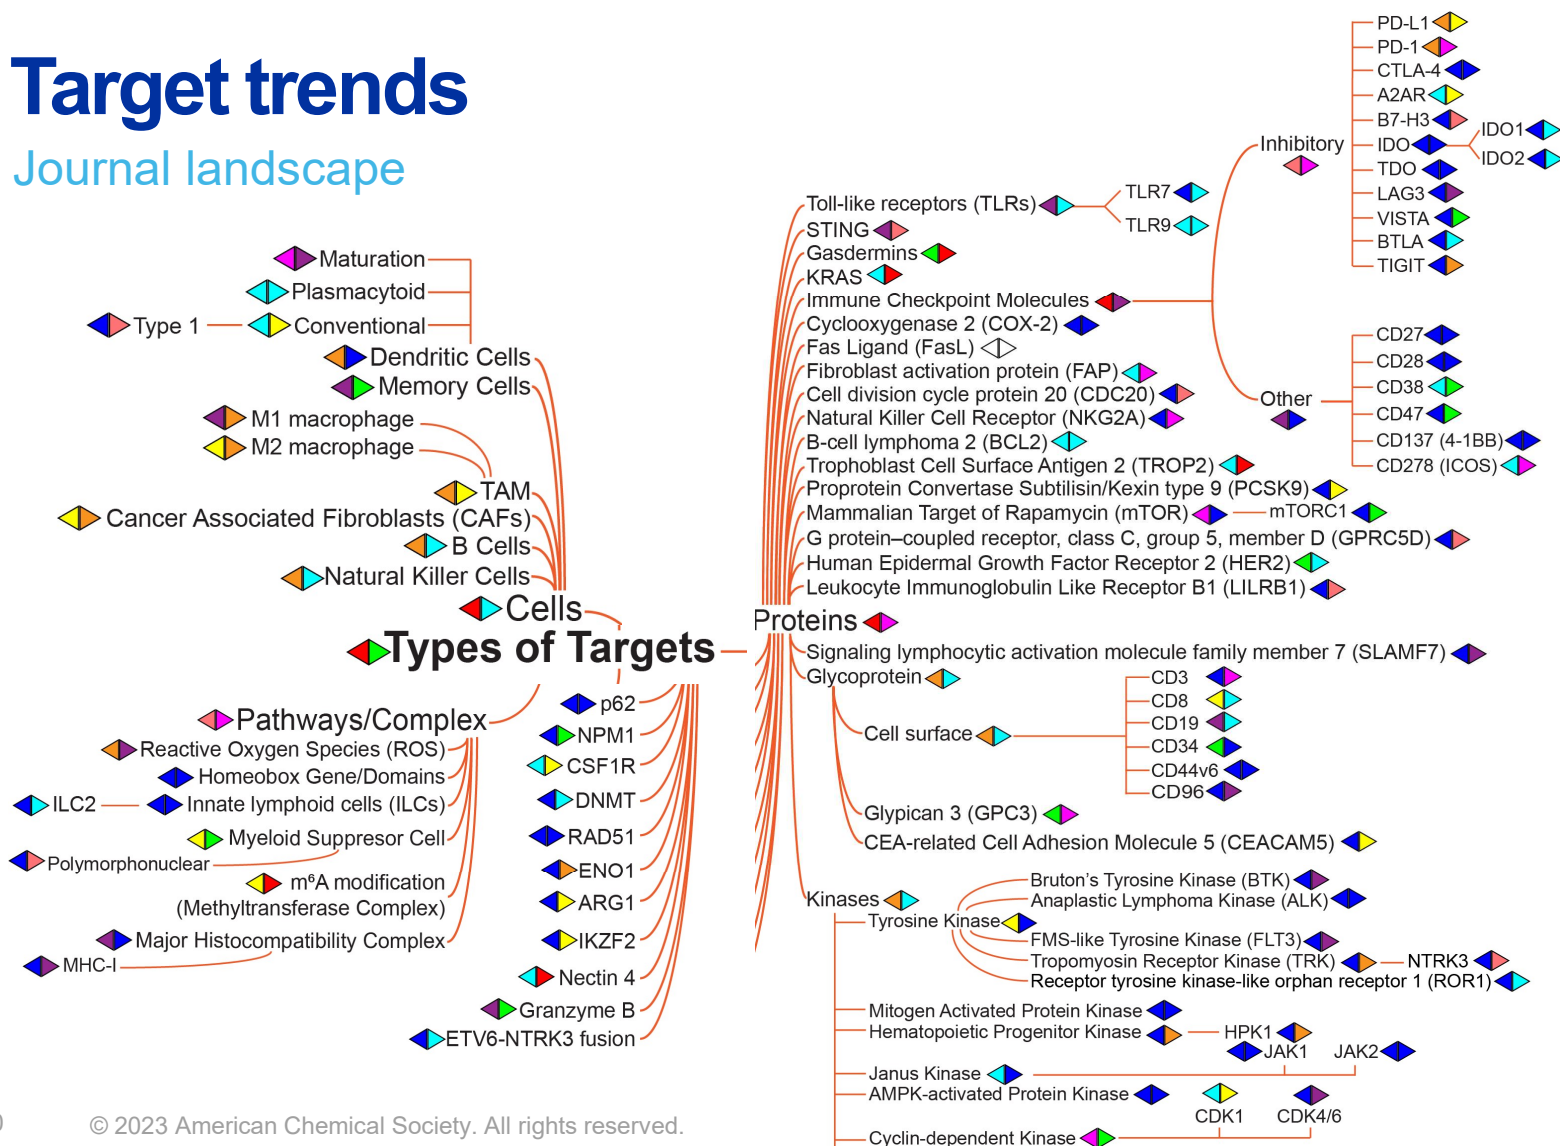 Target trends
Journal landscape
Maturation
Plasmacytoid
Type 1
Conventional
Dendritic Cells
Memory Cells
M1 macrophage
M2 macrophage
TAM
Cancer Associated Fibroblasts (CAFs)
B Cells
Natural Killer Cells
Cells
Types of Targets
Pathways/Complex
Reactive Oxygen Species (ROS)
Homeobox Gene/Domains
ILC2
Innate lymphoid cells (ILCs)
Myeloid Suppresor Cell
Polymorphonuclear
m⁶A modification
(Methyltransferase Complex)
Major Histocompatibility Complex
MHC-I
p62
NPM1
CSF1R
DNMT
RAD51
ENO1
ARG1
IKZF2
Nectin 4
Granzyme B
ETV6-NTRK3 fusion
Toll-like receptors (TLRs)
TLR7
TLR9
STING
Gasdermins
KRAS
Immune Checkpoint Molecules
Cyclooxygenase 2 (COX-2)
Fas Ligand (FasL)
Fibroblast activation protein (FAP)
Cell division cycle protein 20 (CDC20)
Natural Killer Cell Receptor (NKG2A)
B-cell lymphoma 2 (BCL2)
Trophoblast Cell Surface Antigen 2 (TROP2)
Proprotein Convertase Subtilisin/Kexin type 9 (PCSK9)
Mammalian Target of Rapamycin (mTOR)
mTORC1
G protein–coupled receptor, class C, group 5, member D (GPRC5D)
Human Epidermal Growth Factor Receptor 2 (HER2)
Leukocyte Immunoglobulin Like Receptor B1 (LILRB1)
Inhibitory
PD-L1
PD-1
CTLA-4
A2AR
B7-H3
IDO
IDO1
IDO2
TDO
LAG3
VISTA
BTLA
TIGIT
Other
CD27
CD28
CD38
CD47
CD137 (4-1BB)
CD278 (ICOS)
Proteins
Signaling lymphocytic activation molecule family member 7 (SLAMF7)
Glycoprotein
Cell surface
CD3
CD8
CD19
CD34
CD44v6
CD96
Glypican 3 (GPC3)
CEA-related Cell Adhesion Molecule 5 (CEACAM5)
Kinases
Tyrosine Kinase
Bruton's Tyrosine Kinase (BTK)
Anaplastic Lymphoma Kinase (ALK)
FMS-like Tyrosine Kinase (FLT3)
Tropomyosin Receptor Kinase (TRK)
NTRK3
Receptor tyrosine kinase-like orphan receptor 1 (ROR1)
Mitogen Activated Protein Kinase
Hematopoietic Progenitor Kinase
HPK1
JAK1
JAK2
Janus Kinase
AMPK-activated Protein Kinase
CDK1
CDK4/6
Cyclin-dependent Kinase
© 2023 American Chemical Society. All rights reserved.